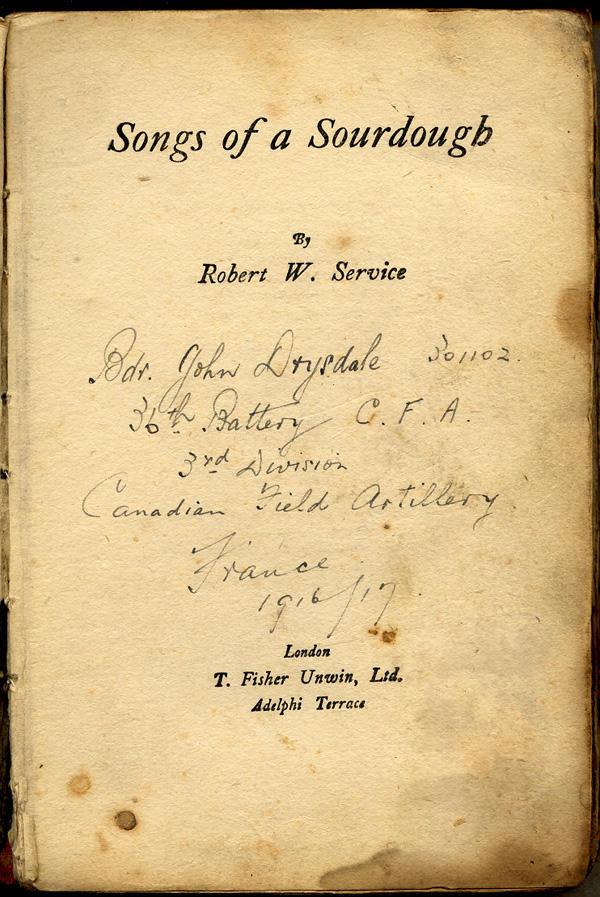 Songs of a Sourdough
By
Robert W. Service
Bdr. John Drysdale 301102.
36th Battery C. F. A.
3rd Division
Canadian Field Artillery
France
1916/17.
London
T. Fisher Unwin, Ltd.
Adelphi Terrace